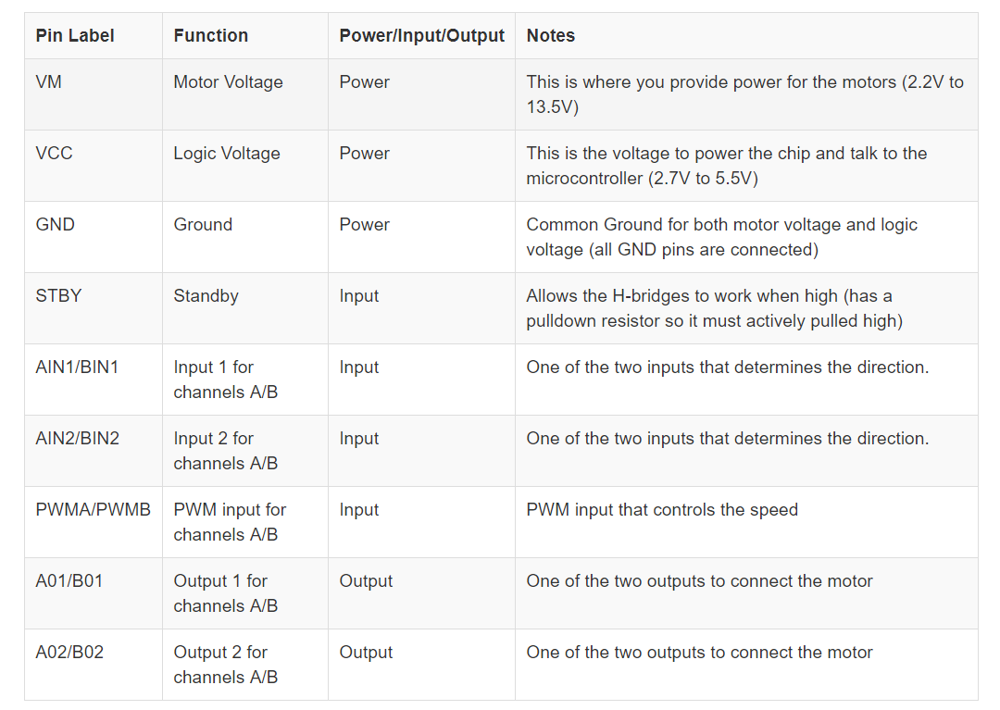 Pin Label Function Power/Input/Output Notes
VM Motor Voltage Power This is where you provide power for the motors (2.2V to
13.5V)
VCC Logic Voltage Power This is the voltage to power the chip and talk to the
microcontroller (2.7V to 5.5V)
GND Ground Power Common Ground for both motor voltage and logic
voltage (all GND pins are connected)
STBY Standby Input Allows the H-bridges to work when high (has a
pulldown resistor so it must actively pulled high)
AIN1/BIN1 Input 1 for Input One of the two inputs that determines the direction.
channels A/B
AIN2/BIN2 Input 2 for Input One of the two inputs that determines the direction.
channels A/B
PWMA/PWMB PWM input for Input PWM input that controls the speed
channels A/B
A01/B01 Output 1 for Output One of the two outputs to connect the motor
channels A/B
A02/B02 Output 2 for Output One of the two outputs to connect the motor
channels A/B